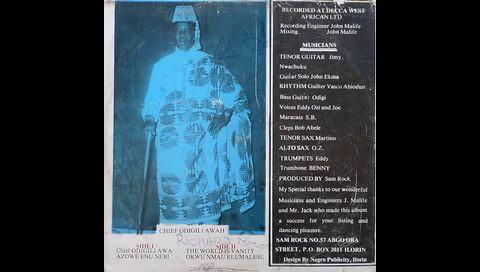 CHIEF ODIGILI AWAH
SIDE I
Chief ODIGILI AWA
AZOWE ENU NEBI
SIDE II
THE WORLD IS VANITY
OKWU NMAU ELUMALESU
RECORDED AT DECCA WEST
AFRICAN LTD
Recording Engineer John Malife
Mixing John Malife
MUSICIANS
TENOR GUITAR Jimy
Nwachuku
Guitar Solo John Ekma
RHYTHM Guilter Vasco Abiodun
Bass Guitar Odigi
Voices Eddy Ozi and Joe
Maracass S.B.
Cleps Bob Ahele
TENOR SAX Martino
ALTO SAX O.Z.
TRUMPETS Eddy
Trumbone BENNY
PRODUCED BY Sam Rock
My Special thanks to our wonderful
Musicians and Engineers J. Malife
and Mr. Jack who made this album
a success for your listing and
dancing pleasure.
SAM ROCK NO.57 ABGO'OBA
STREET, P.O. BOX 2011 ILORIN
Design By Negro Publicity, Ilorin